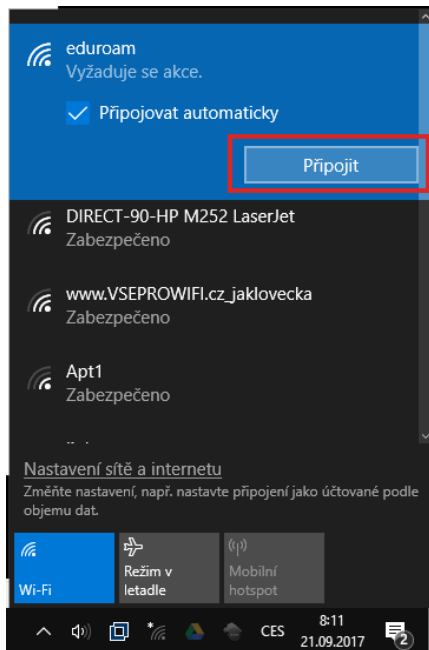 eduroam
Vyžaduje se akce.
Připojovat automaticky
Připojit
DIRECT-90-HP M252 LaserJet
Zabezpečeno
www.VSEPROWIFI.cz_jaklovecka
Zabezpečeno
Apt1
Zabezpečeno
Nastavení sítě a internetu
Změňte nastavení, např. nastavte připojení jako účtované podle
objemu dat.
Wi-Fi
Režim v
letadle
Mobilní
hotspot
CES
8:11
21.09.2017
2